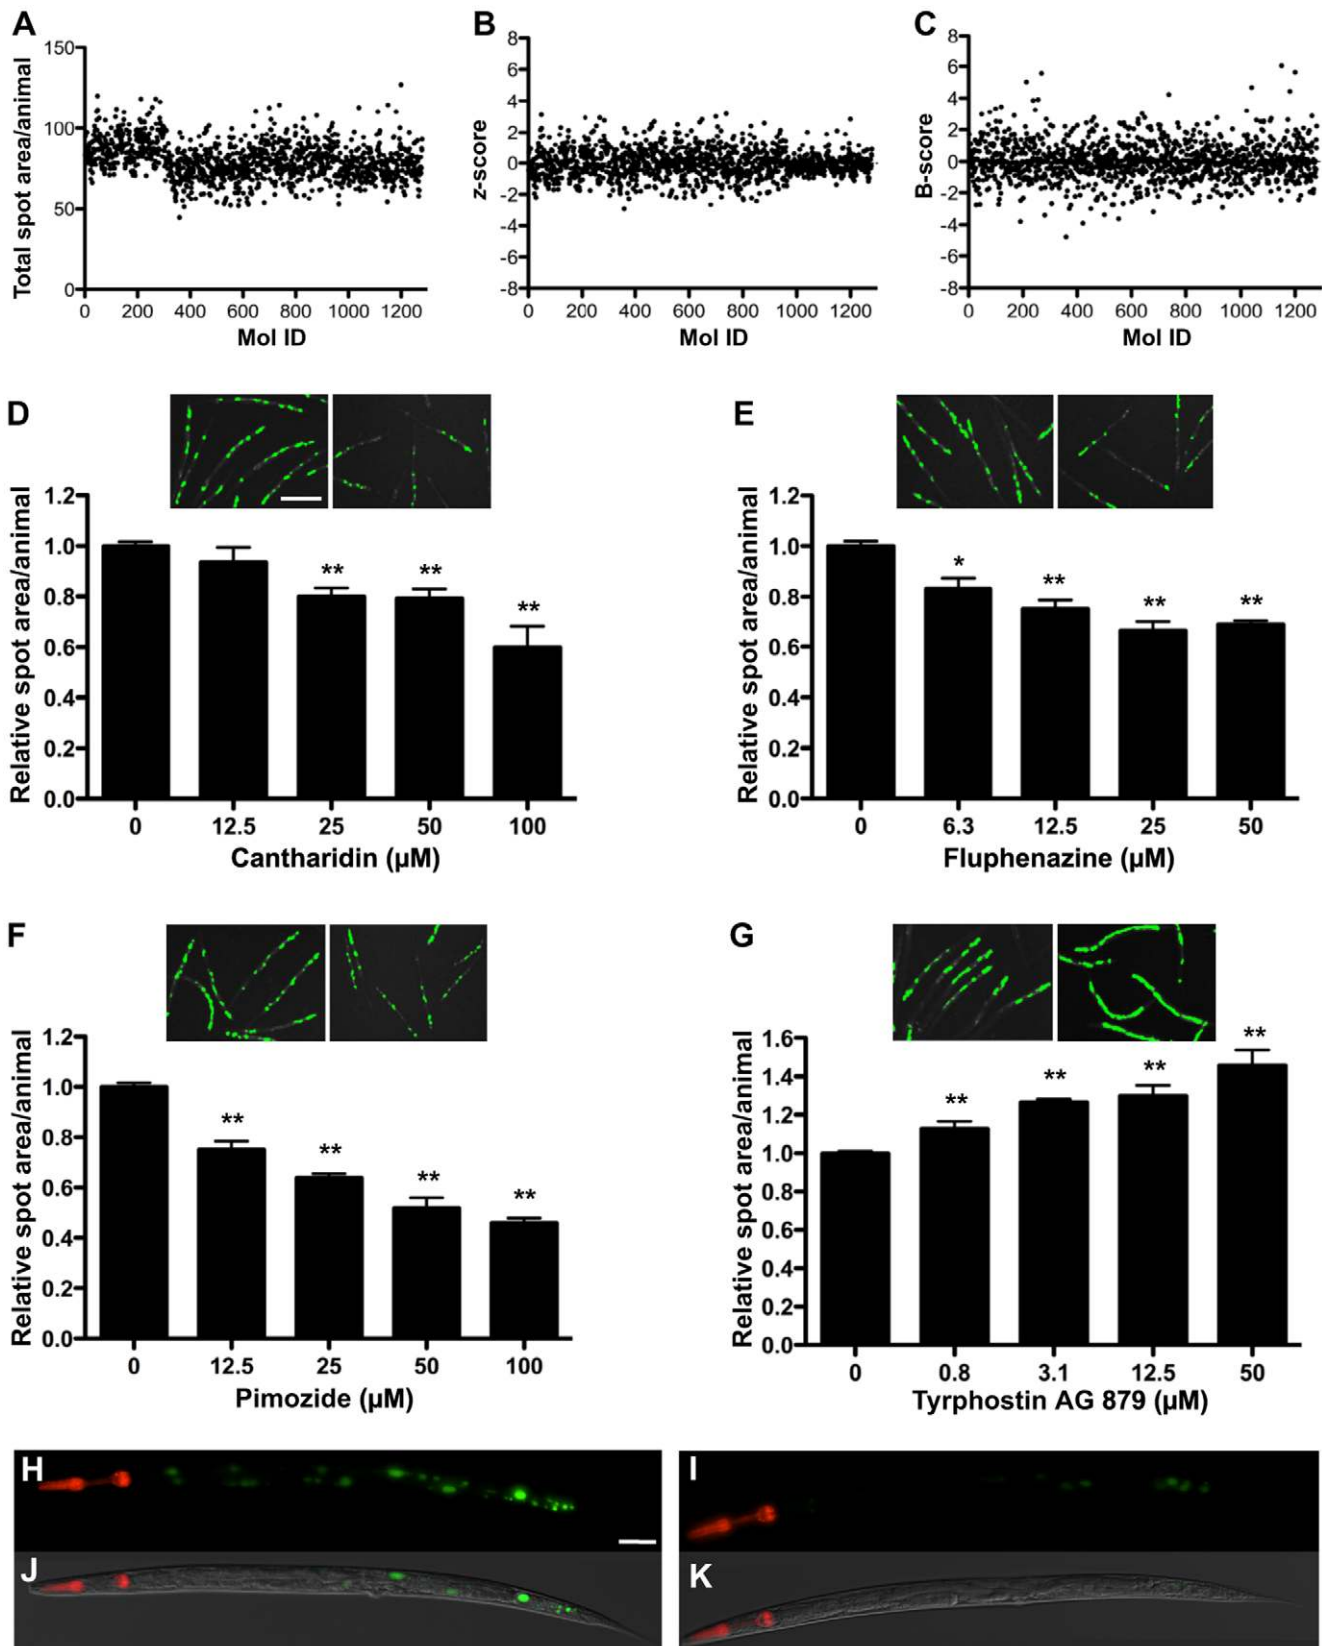 A B C
150 100 50 0
Total spot area/animal
0 200 400 600 800 1000 1200
Mol ID
8 6 4 2 0 -2 -4 -6 -8
z-score
0 200 400 600 800 1000 1200
Mol ID
8 6 4 2 0 -2 -4 -6 -8
B-score
0 200 400 600 800 1000 1200
Mol ID
D
1.2 1.0 0.8 0.6 0.4 0.2 0.0
Relative spot area/animal
** ** **
0 12.5 25 50 100
Cantharidin (µM)
E
1.2 1.0 0.8 0.6 0.4 0.2 0.0
Relative spot area/animal
* ** ** **
0 6.3 12.5 25 50
Fluphenazine (µM)
F
1.2 1.0 0.8 0.6 0.4 0.2 0.0
Relative spot area/animal
** ** ** **
0 12.5 25 50 100
Pimozide (µM)
G
1.6 1.4 1.2 1.0 0.8 0.6 0.4 0.2 0.0
Relative spot area/animal
** ** ** **
0 0.8 3.1 12.5 50
Tyrphostin AG 879 (µM)
H I
J K